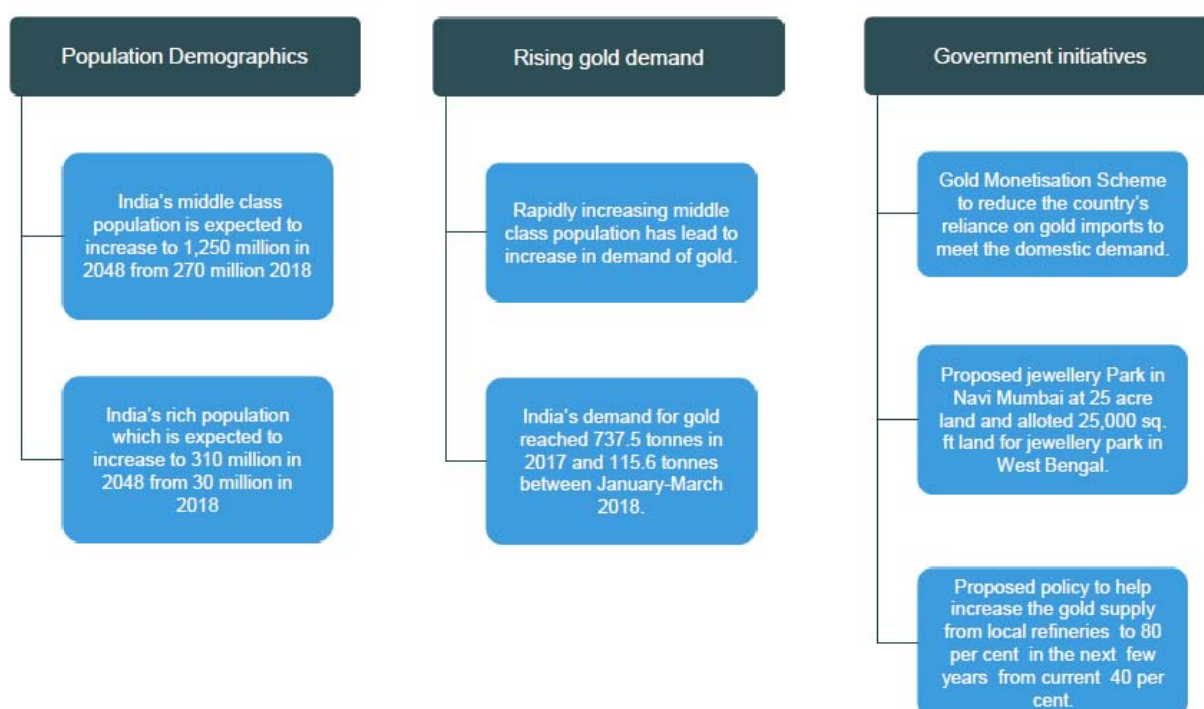 Population Demographics
India's middle class
population is expected to
increase to 1,250 million in
2048 from 270 million 2018
India's rich population
which is expected to
increase to 310 million in
2048 from 30 million in
2018
Rising gold demand
Rapidly increasing middle
class population has lead to
increase in demand of gold.
India's demand for gold
reached 737.5 tonnes in
2017 and 115.6 tonnes
between January-March
2018.
Government initiatives
Gold Monetisation Scheme
to reduce the country's
reliance on gold imports to
meet the domestic demand.
Proposed jewellery Park in
Navi Mumbai at 25 acre
land and alloted 25,000 sq.
ft land for jewellery park in
West Bengal.
Proposed policy to help
increase the gold supply
from local refineries to 80
per cent in the next few
years from current 40 per
cent.